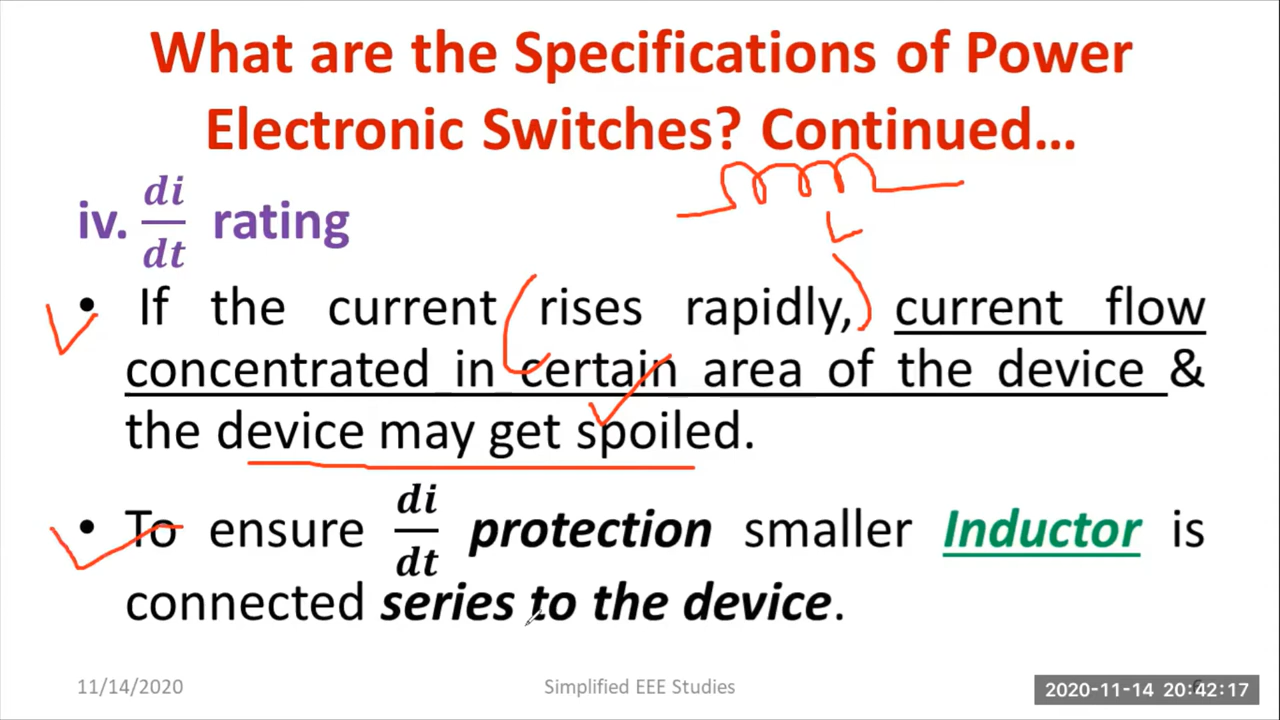 What are the Specifications of Power
Electronic Switches? Continued...
L
iv. di/dt rating
• If the current rises rapidly, current flow
concentrated in certain area of the device &
the device may get spoiled.
• To ensure di/dt protection smaller Inductor is
connected series to the device.
11/14/2020 Simplified EEE Studies 2020-11-14 20:42:17